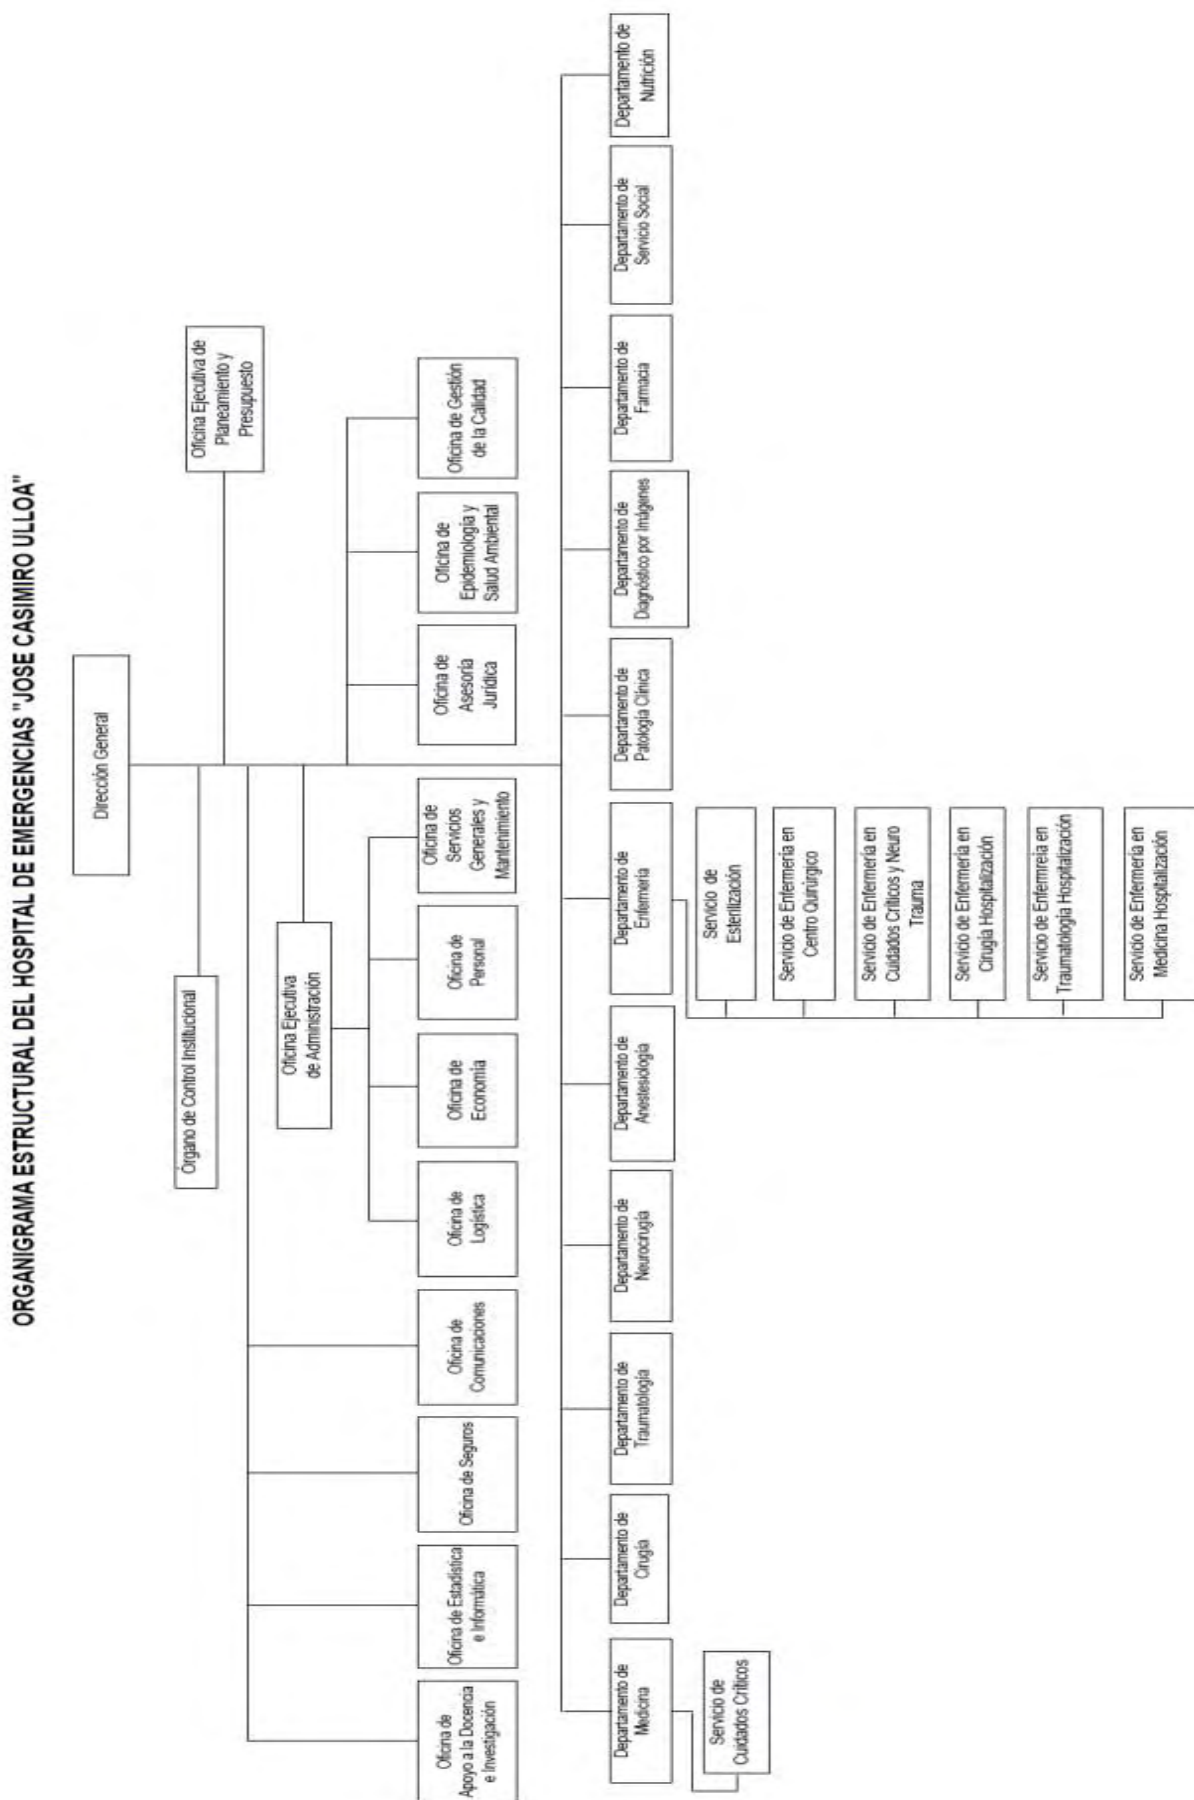 ORGANIGRAMA ESTRUCTURAL DEL HOSPITAL DE EMERGENCIAS "JOSE CASIMIRO ULLOA"
Dirección General
Órgano de Control Institucional
Oficina Ejecutiva de
Planeamiento y
Presupuesto
Oficina Ejecutiva
de Administración
Oficina de
Apoyo a la Docencia
e Investigación
Oficina de Estadística
e Informática
Oficina de Seguros
Oficina de
Comunicaciones
Oficina de
Logística
Oficina de
Economía
Oficina de
Personal
Oficina de
Servicios
Generales y
Mantenimiento
Oficina de
Asesoría
Jurídica
Oficina de
Epidemiología y
Salud Ambiental
Oficina de Gestión
de la Calidad
Departamento de
Medicina
Departamento de
Cirugía
Departamento de
Traumatología
Departamento de
Neurocirugía
Departamento de
Anestesiología
Departamento de
Enfermería
Departamento de
Patología Clínica
Departamento de
Diagnóstico por Imágenes
Departamento de
Farmacia
Departamento de
Servicio Social
Departamento de
Nutrición
Servicio de
Cuidados Críticos
Servicio de
Esterilización
Servicio de Enfermería en
Centro Quirúrgico
Servicio de Enfermería en
Cuidados Críticos y Neuro
Trauma
Servicio de Enfermería en
Cirugía Hospitalización
Servicio de Enfemreia en
Traumatología Hospitalización
Servicio de Enfermería en
Medicina Hospitalización